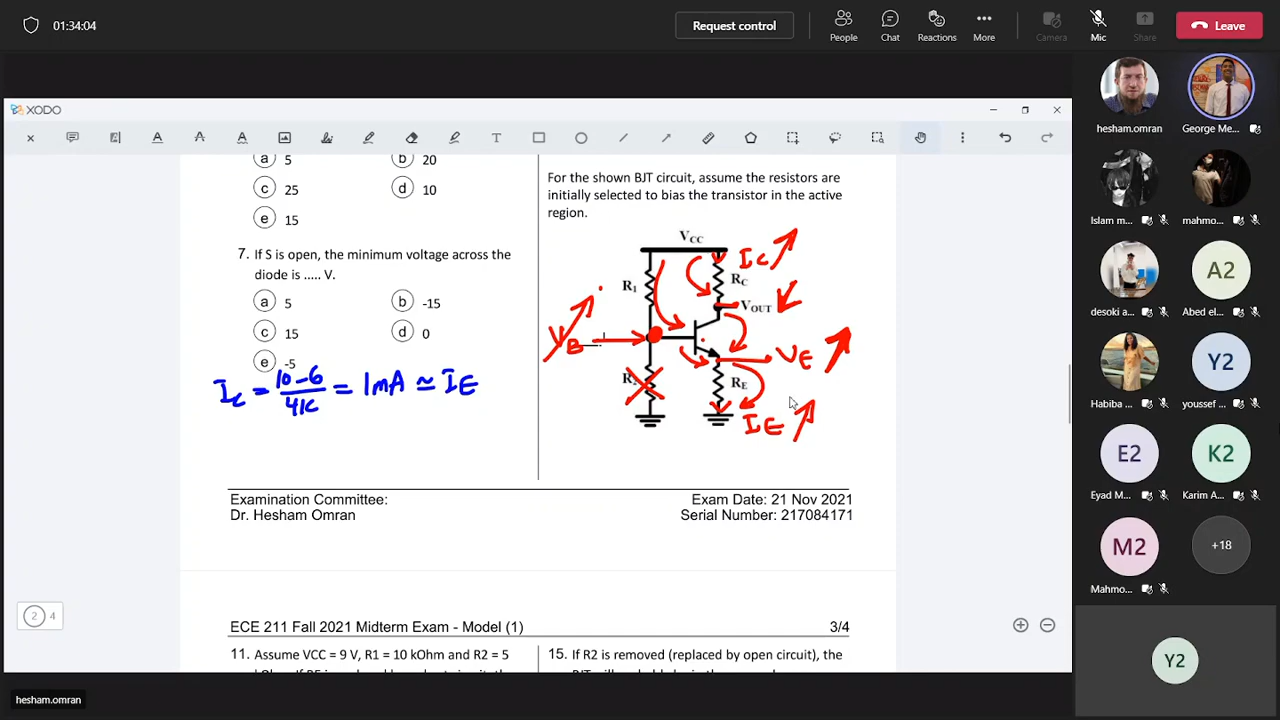 01:34:04
Request control
People
Chat
Reactions
More
Camera
Mic
Share
Leave
XODO
a 5
b 20
c 25
d 10
e 15
7. If S is open, the minimum voltage across the
diode is ..... V.
a 5
b -15
c 15
d 0
e -5
Ic = 10-6/4K = 1mA ≃ IE
For the shown BJT circuit, assume the resistors are
initially selected to bias the transistor in the active
region.
VCC
IC
R1
RC
VOUT
VB
VE
RE
IE
Examination Committee:
Dr. Hesham Omran
Exam Date: 21 Nov 2021
Serial Number: 217084171
2 4
ECE 211 Fall 2021 Midterm Exam - Model (1)
3/4
11. Assume VCC = 9 V, R1 = 10 kOhm and R2 = 5
15. If R2 is removed (replaced by open circuit), the
hesham.omran
hesham.omran
George Me...
Islam m...
mahmo...
desoki a...
A2
Abed el...
Habiba ...
Y2
youssef ...
E2
Eyad M...
K2
Karim A...
M2
Mahmo...
+18
Y2